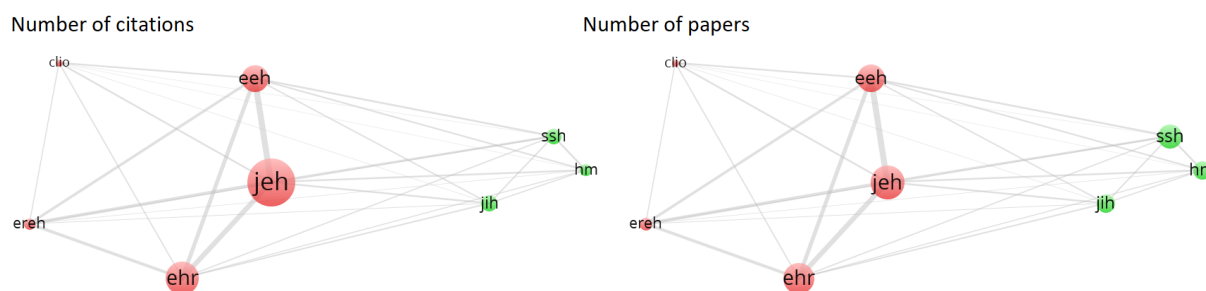 Number of citations
Number of papers
clio
eeh
ssh
hm
jeh
jih
ereh
ehr
clio
eeh
ssh
jeh
jih
ereh
ehr